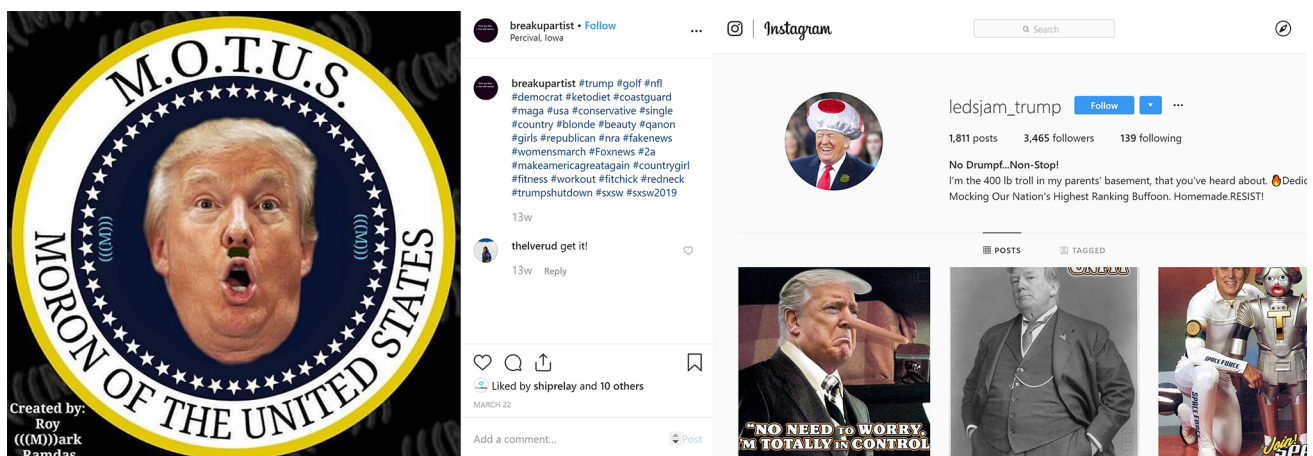 M.O.T.U.S.
(((M)))
(((M)))
MORON OF THE UNITED STATES
Created by:
Roy
(((M)))ark
Ramdas
breakupartist • Follow
Percival, Iowa
breakupartist #trump #golf #nfl
#democrat #ketodiet #coastguard
#maga #usa #conservative #single
#country #blonde #beauty #qanon
#girls #republican #nra #fakenews
#womensmarch #Foxnews #2a
#makeamericagreatagain #countrygirl
#fitness #workout #fitchick #redneck
#trumpshutdown #sxsw #sxsw2019
13w
thelverud get it!
13w Reply
Liked by shiprelay and 10 others
MARCH 22
Add a comment...
Post
Instagram
Search
ledsjam_trump Follow
1,811 posts 3,465 followers 139 following
No Drumpf...Non-Stop!
I'm the 400 lb troll in my parents' basement, that you've heard about. 🔥Dedic
Mocking Our Nation's Highest Ranking Buffoon. Homemade.RESIST!
POSTS TAGGED
"NO NEED TO WORRY,
I'M TOTALLY IN CONTROL
SPACE FORCE
SPACE FORCE
T
Join!